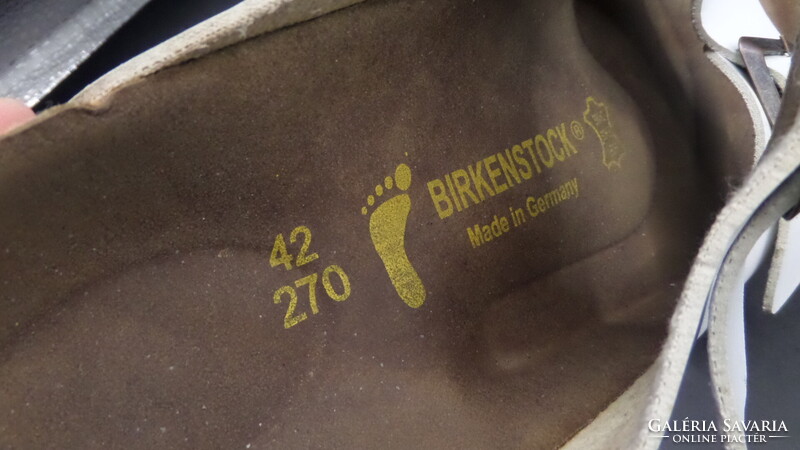 42
270
BIRKENSTOCK®
Made in Germany
GALÉRIA SAVARIA
ONLINE PIACTÉR